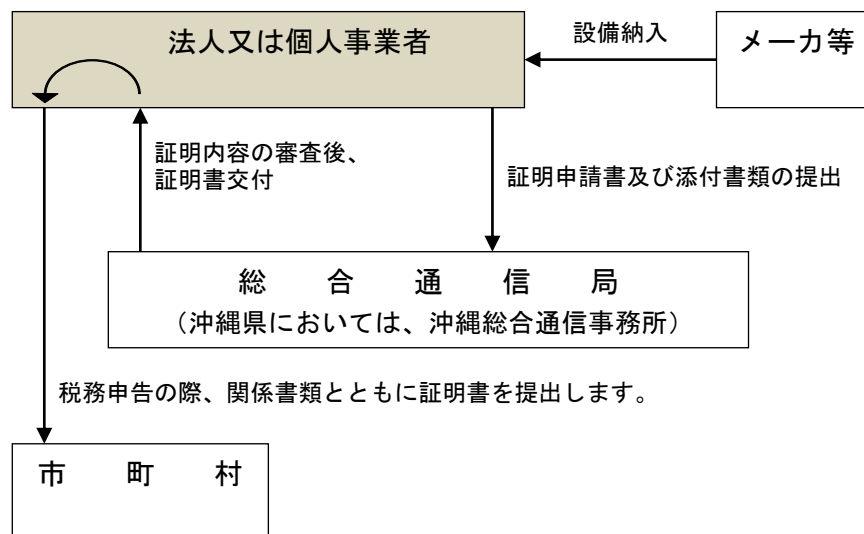 法人又は個人事業者
設備納入
メーカ等
証明内容の審査後、
証明書交付
証明申請書及び添付書類の提出
総合通信局
（沖縄県においては、沖縄総合通信事務所）
税務申告の際、関係書類とともに証明書を提出します。
市町村